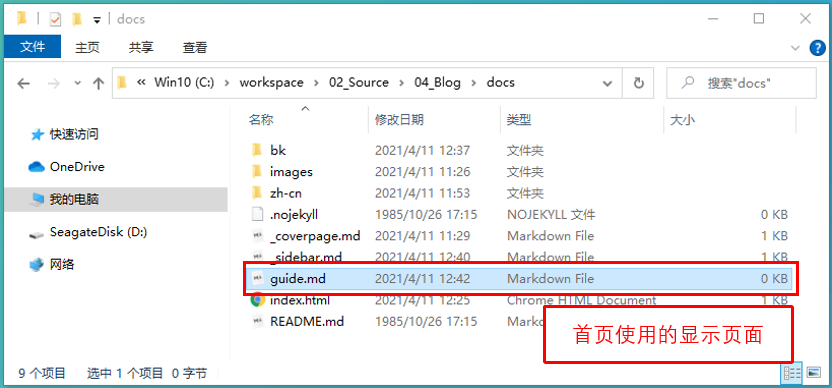 docs
文件 主页 共享 查看
« Win10 (C:) › workspace › 02_Source › 04_Blog › docs 搜索"docs"
名称 修改日期 类型 大小
快速访问
OneDrive
我的电脑
SeagateDisk (D:)
网络
bk 2021/4/11 12:37 文件夹
images 2021/4/11 11:26 文件夹
zh-cn 2021/4/11 11:53 文件夹
.nojekyll 1985/10/26 17:15 NOJEKYLL 文件 0 KB
_coverpage.md 2021/4/11 11:29 Markdown File 1 KB
_sidebar.md 2021/4/11 12:40 Markdown File 1 KB
guide.md 2021/4/11 12:42 Markdown File 0 KB
index.html 2021/4/11 12:25 Chrome HTML Document 1 KB
README.md 1985/10/26 17:15
首页使用的显示页面
9 个项目 选中 1 个项目 0 字节